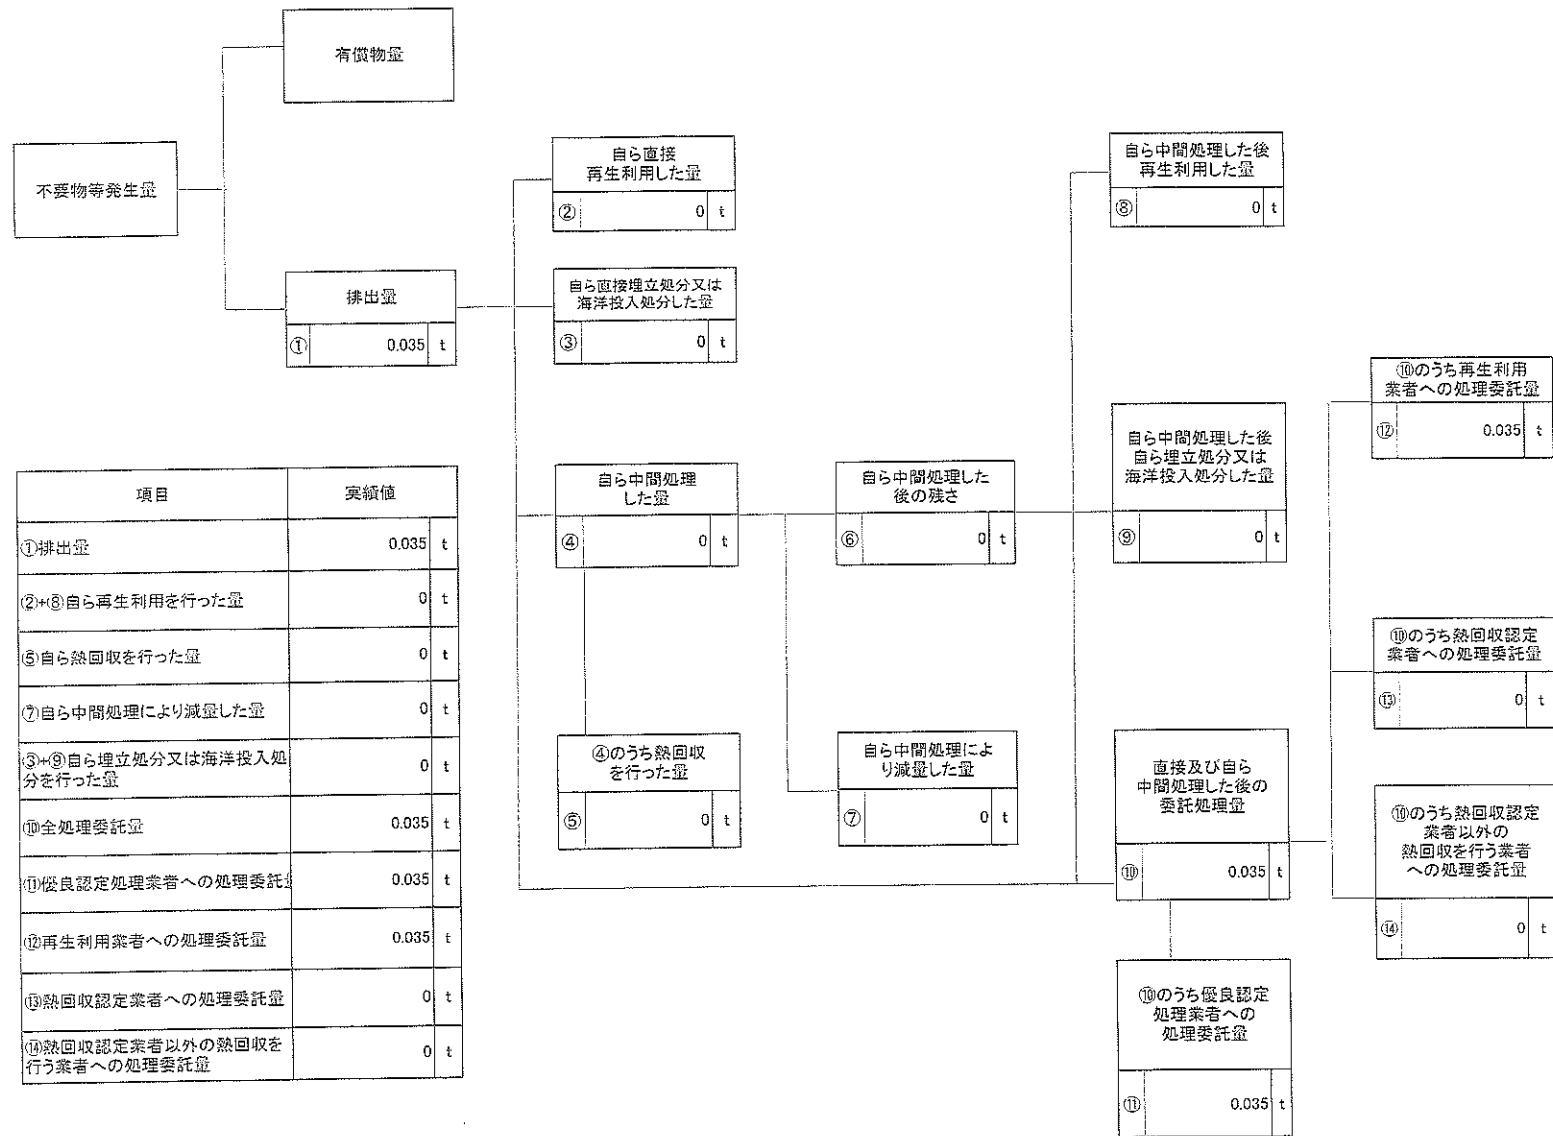 有償物量
不要物等発生量
排出量
① 0.035 t
自ら直接
再生利用した量
② 0 t
自ら直接埋立処分又は
海洋投入処分した量
③ 0 t
自ら中間処理
した量
④ 0 t
④のうち熱回収
を行った量
⑤ 0 t
自ら中間処理した
後の残さ
⑥ 0 t
自ら中間処理によ
り減量した量
⑦ 0 t
自ら中間処理した後
再生利用した量
⑧ 0 t
自ら中間処理した後
自ら埋立処分又は
海洋投入処分した量
⑨ 0 t
直接及び自ら
中間処理した後の
委託処理量
⑩ 0.035 t
⑩のうち優良認定
処理業者への
処理委託量
⑪ 0.035 t
⑩のうち再生利用
業者への処理委託量
⑫ 0.035 t
⑩のうち熱回収認定
業者への処理委託量
⑬ 0 t
⑩のうち熱回収認定
業者以外の
熱回収を行う業者
への処理委託量
⑭ 0 t
項目 実績値
①排出量 0.035 t
②+⑧自ら再生利用を行った量 0 t
⑤自ら熱回収を行った量 0 t
⑦自ら中間処理により減量した量 0 t
③+⑨自ら埋立処分又は海洋投入処
分を行った量 0 t
⑩全処理委託量 0.035 t
⑪優良認定処理業者への処理委託 0.035 t
⑫再生利用業者への処理委託量 0.035 t
⑬熱回収認定業者への処理委託量 0 t
⑭熱回収認定業者以外の熱回収を
行う業者への処理委託量 0 t